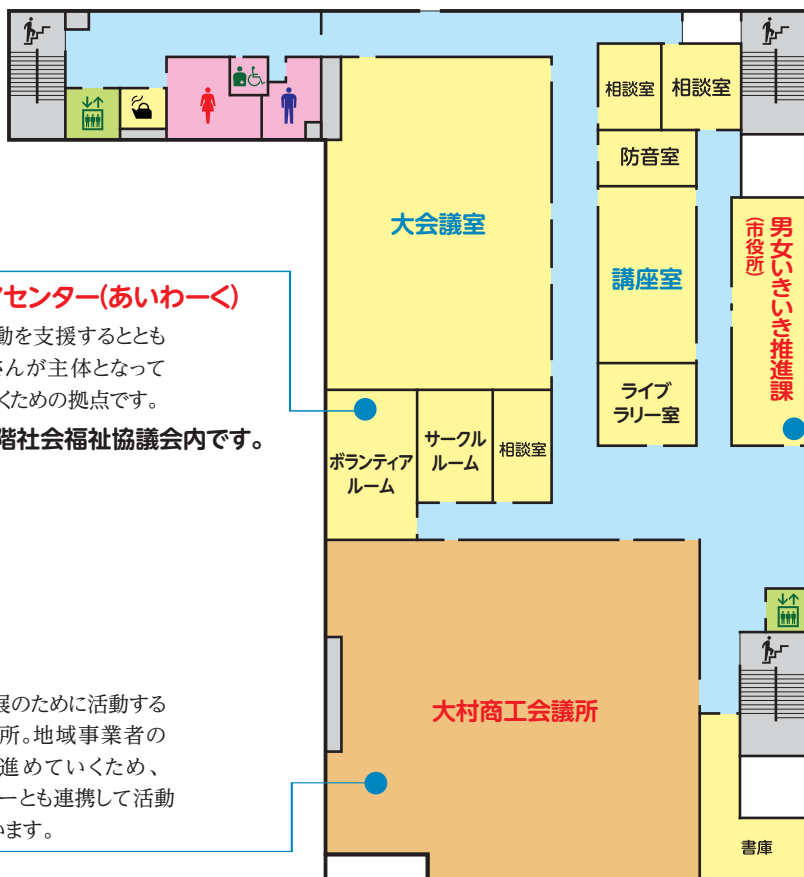 相談室
相談室
防音室
大会議室
講座室
男女いきいき推進課
(市役所)
アセンター(あいわーく)
動を支援するととも
さんが主体となって
くための拠点です。
階社会福祉協議会内です。
ライブ
ラリー室
ボランティア
ルーム
サークル
ルーム
相談室
展のために活動する
所。地域事業者の
進めていくため、
ーとも連携して活動
います。
大村商工会議所
書庫